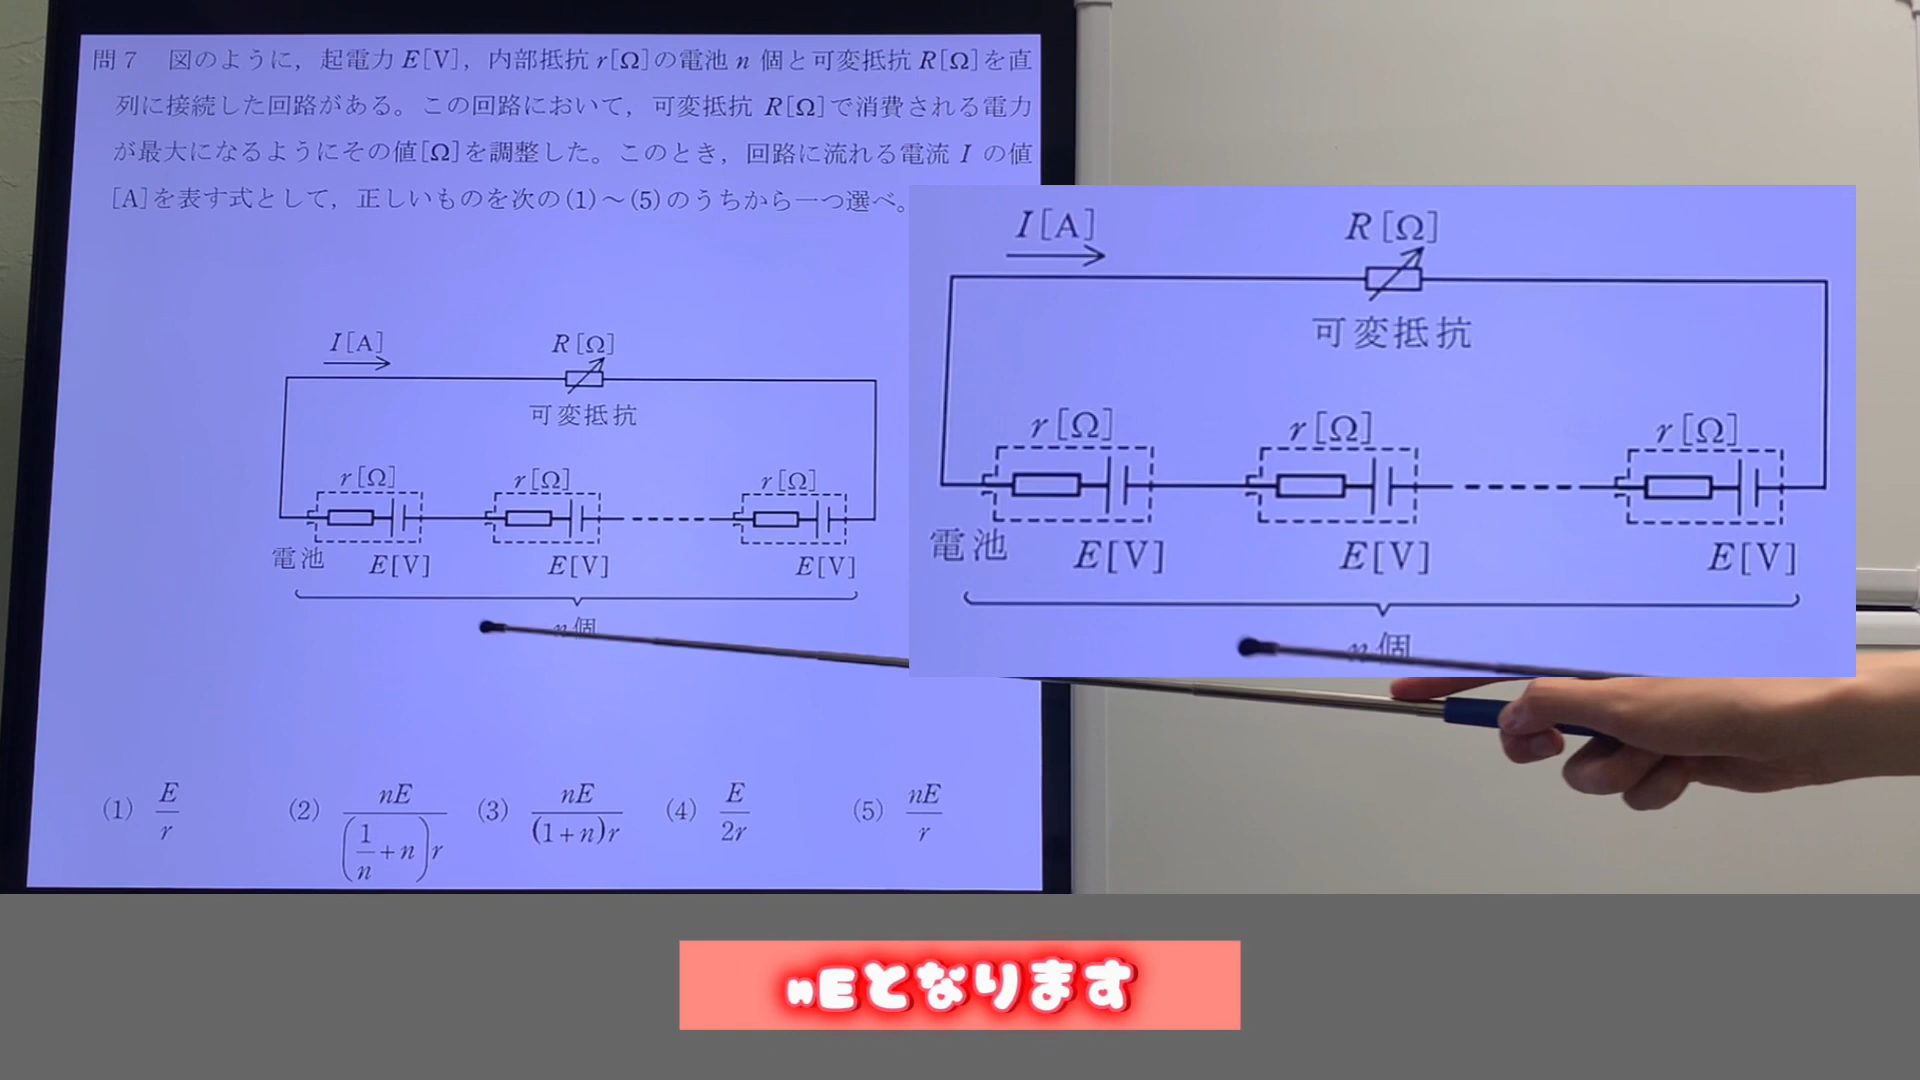 問7 図のように，起電力E[V]，内部抵抗r[Ω]の電池n個と可変抵抗R[Ω]を直
列に接続した回路がある。この回路において，可変抵抗R[Ω]で消費される電力
が最大になるようにその値[Ω]を調整した。このとき，回路に流れる電流Iの値
[A]を表す式として，正しいものを次の(1)～(5)のうちから一つ選べ。
I[A] R[Ω]
可変抵抗
r[Ω] r[Ω] r[Ω]
電池 E[V] E[V] E[V]
n個
I[A] R[Ω]
可変抵抗
r[Ω] r[Ω] r[Ω]
電池 E[V] E[V] E[V]
n個
(1) E/r (2) nE/(1/n+n)r (3) nE/(1+n)r (4) E/2r (5) nE/r
nEとなります